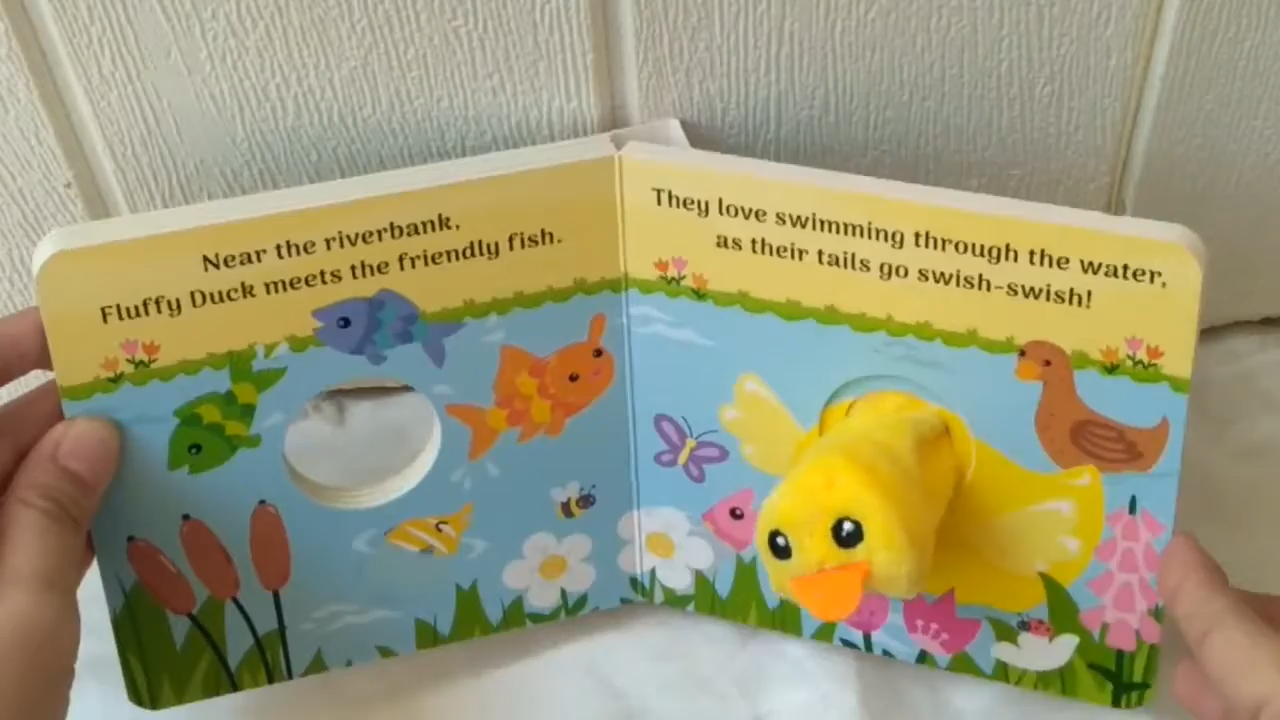 Near the riverbank,
Fluffy Duck meets the friendly fish.
They love swimming through the water,
as their tails go swish-swish!